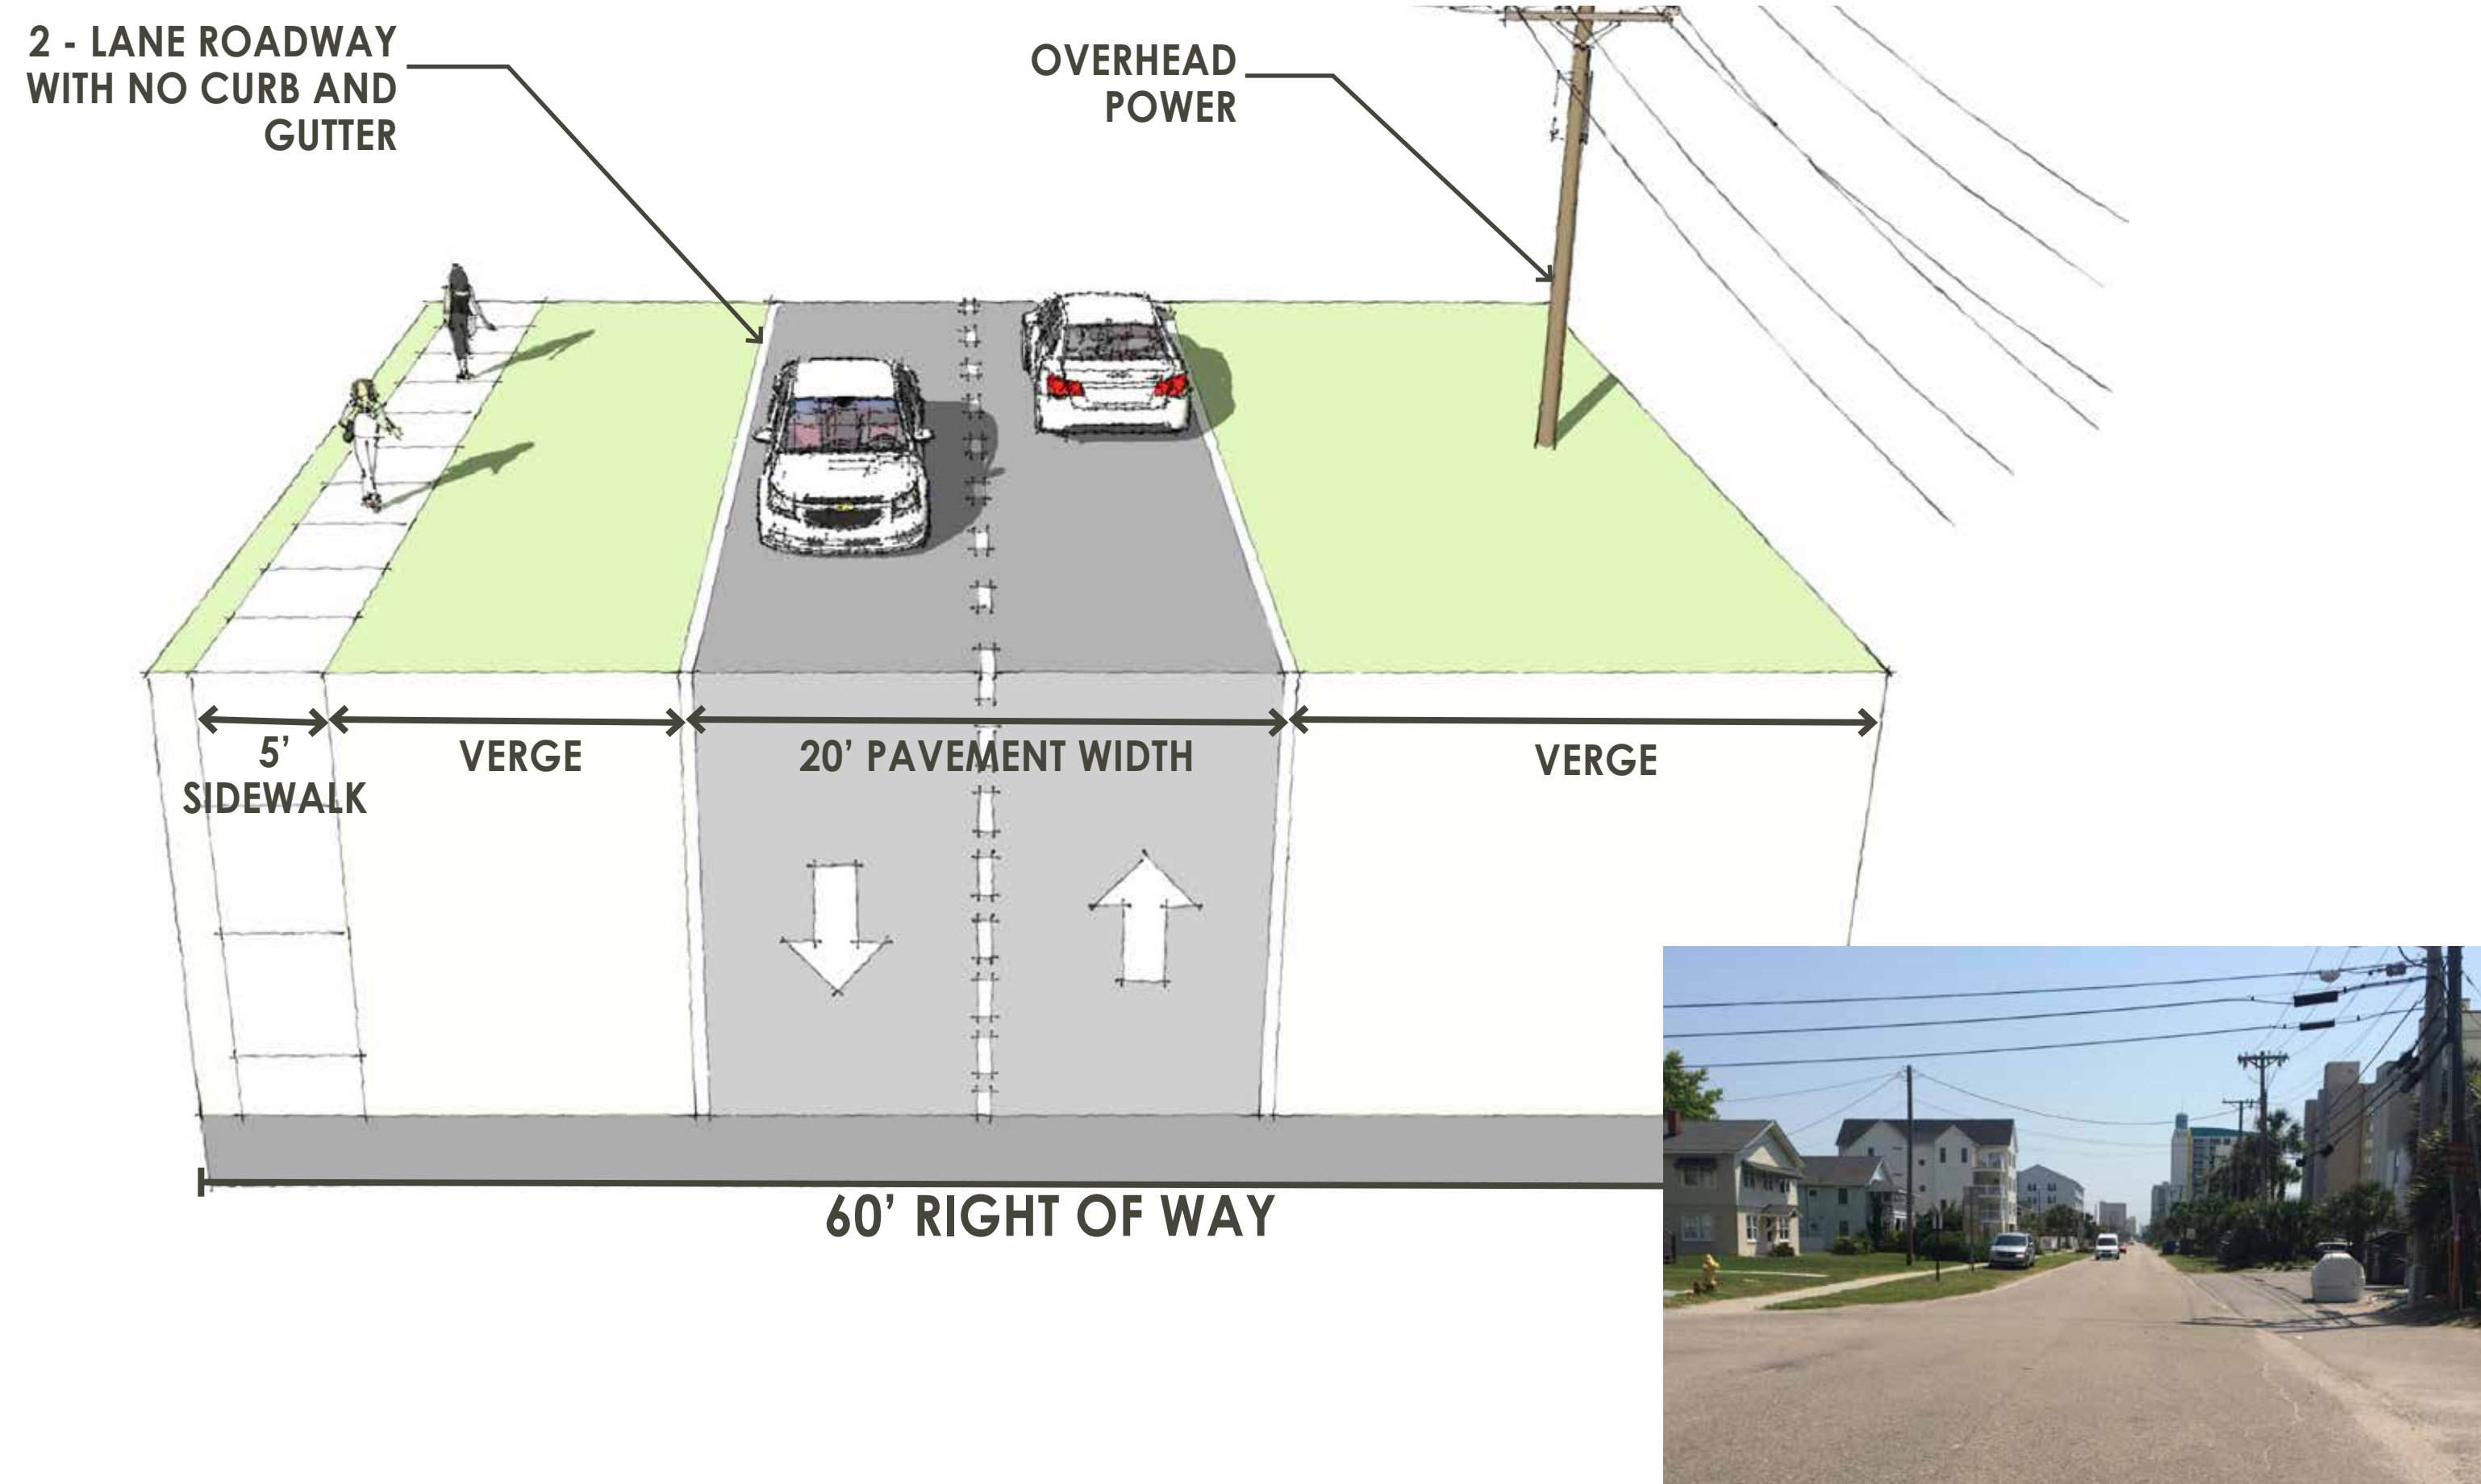 2 - LANE ROADWAY
WITH NO CURB AND
GUTTER
OVERHEAD
POWER
5’
SIDEWALK
VERGE
20’ PAVEMENT WIDTH
VERGE
60’ RIGHT OF WAY